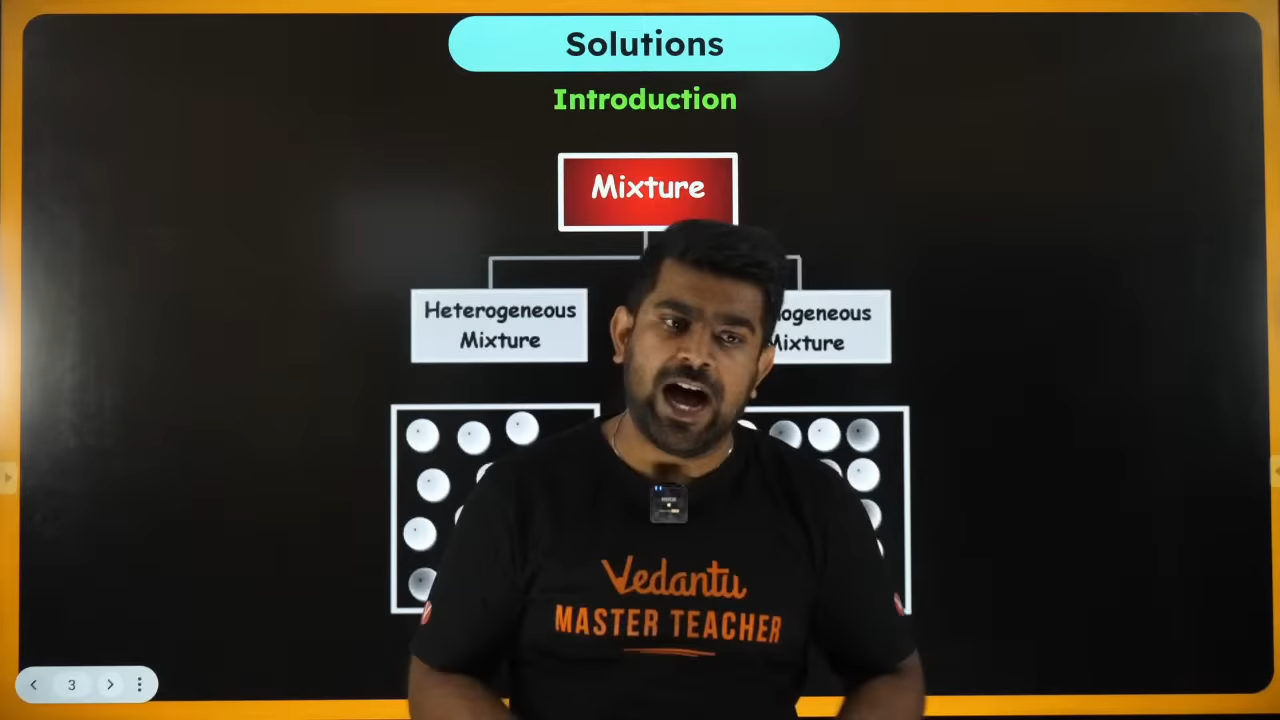 Solutions
Introduction
Mixture
Heterogeneous
Mixture
Mixture
3
Vedantu
MASTER TEACHER